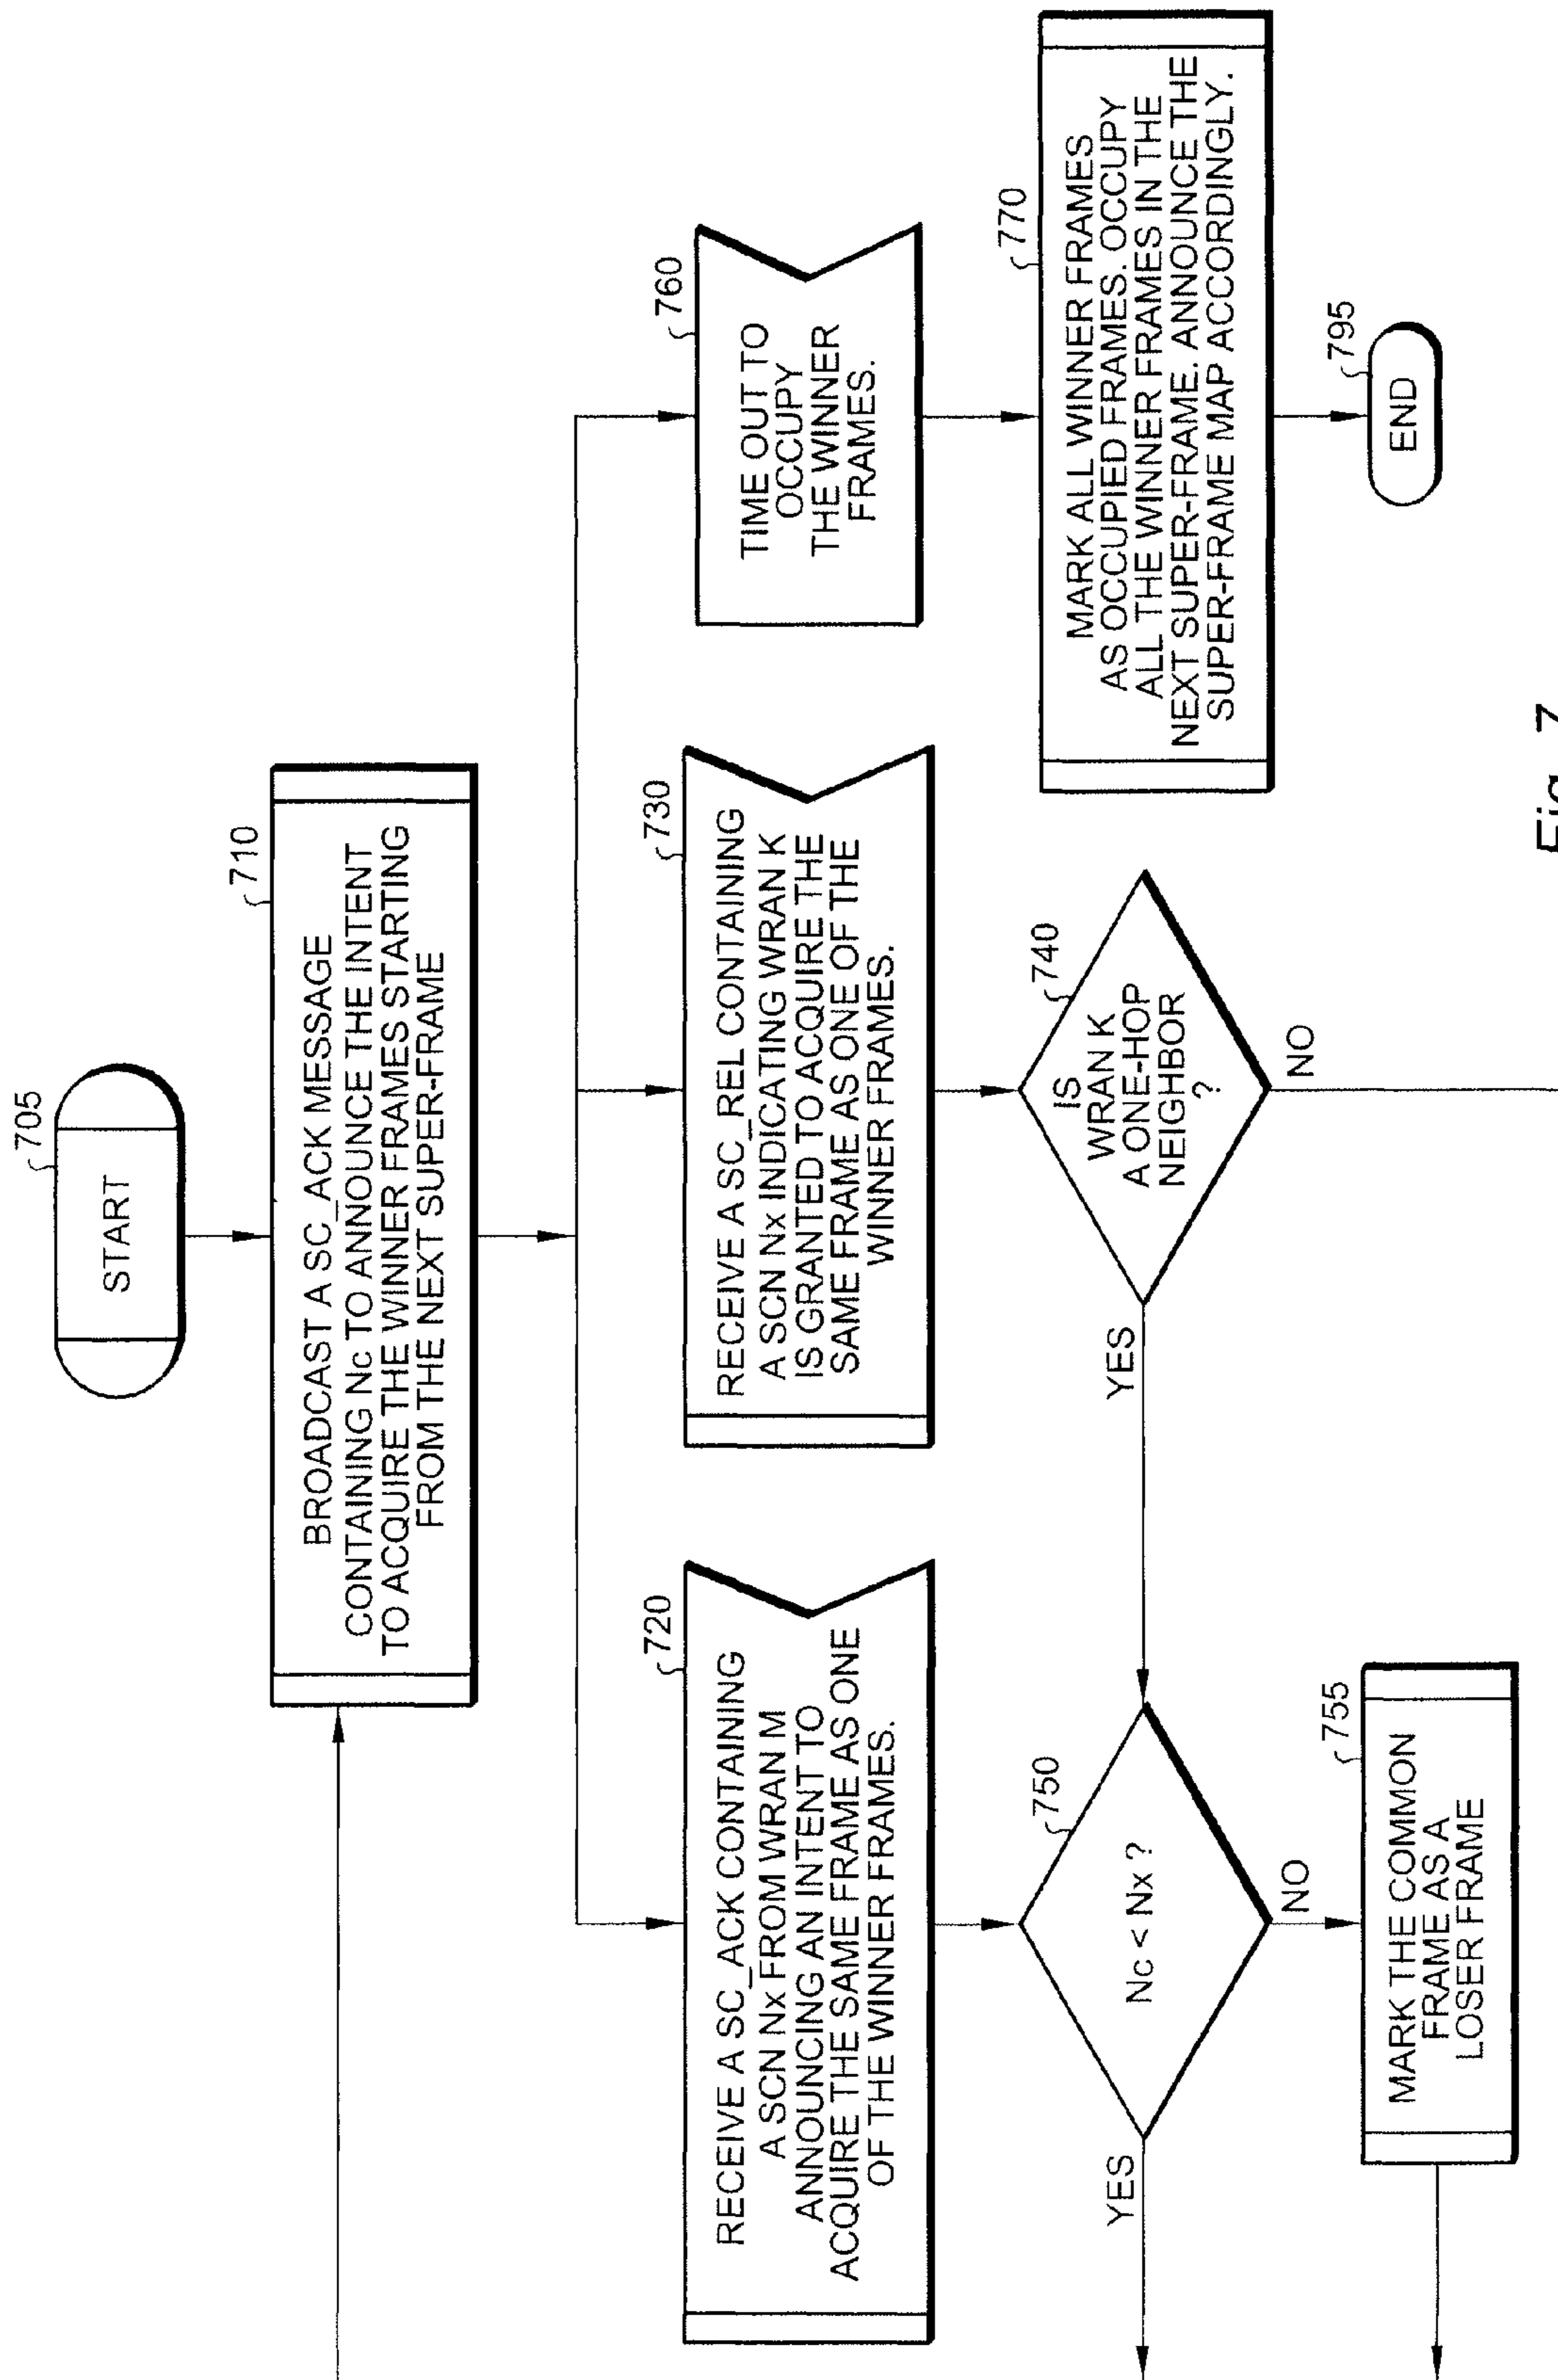 705
START
710
BROADCAST A SC_ACK MESSAGE
CONTAINING Nc TO ANNOUNCE THE INTENT
TO ACQUIRE THE WINNER FRAMES STARTING
FROM THE NEXT SUPER-FRAME
720
RECEIVE A SC_ACK CONTAINING
A SCN Nx FROM WRAN M
ANNOUNCING AN INTENT TO
ACQUIRE THE SAME FRAME AS ONE
OF THE WINNER FRAMES.
730
RECEIVE A SC_REL CONTAINING
A SCN Nx INDICATING WRAN K
IS GRANTED TO ACQUIRE THE
SAME FRAME AS ONE OF THE
WINNER FRAMES.
760
TIME OUT TO
OCCUPY
THE WINNER
FRAMES.
750
Nc < Nx ?
YES
NO
740
IS
WRAN K
A ONE-HOP
NEIGHBOR
?
YES
NO
770
MARK ALL WINNER FRAMES
AS OCCUPIED FRAMES. OCCUPY
ALL THE WINNER FRAMES IN THE
NEXT SUPER-FRAME. ANNOUNCE THE
SUPER-FRAME MAP ACCORDINGLY.
755
MARK THE COMMON
FRAME AS A
LOSER FRAME
795
END
Fig. 7